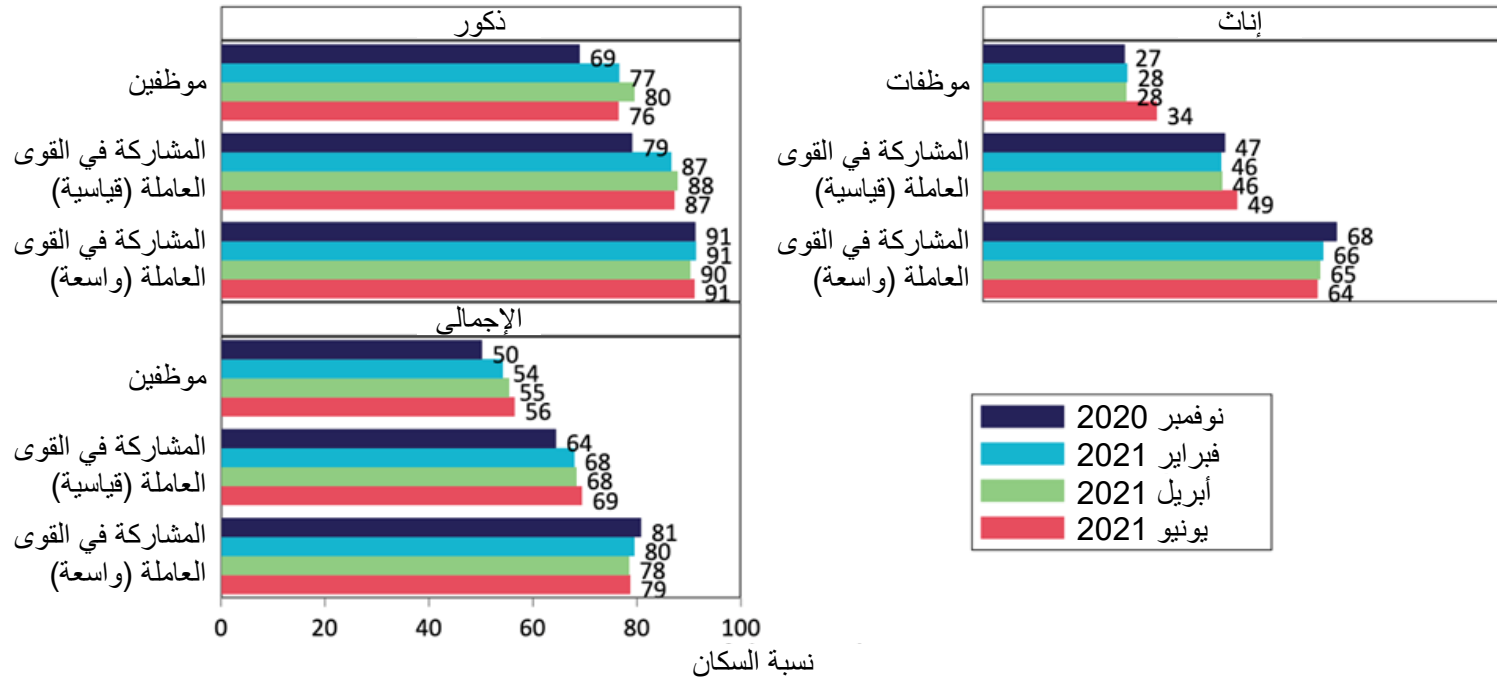 ذكور
موظفين
69
77
80
76
المشاركة في القوى
العاملة (قياسية)
79
87
88
87
المشاركة في القوى
العاملة (واسعة)
91
91
90
91
إناث
موظفات
27
28
28
34
المشاركة في القوى
العاملة (قياسية)
47
46
46
49
المشاركة في القوى
العاملة (واسعة)
68
66
65
64
الإجمالي
موظفين
50
54
55
56
المشاركة في القوى
العاملة (قياسية)
64
68
68
69
المشاركة في القوى
العاملة (واسعة)
81
80
78
79
0 20 40 60 80 100
نسبة السكان
نوفمبر 2020
فبراير 2021
أبريل 2021
يونيو 2021